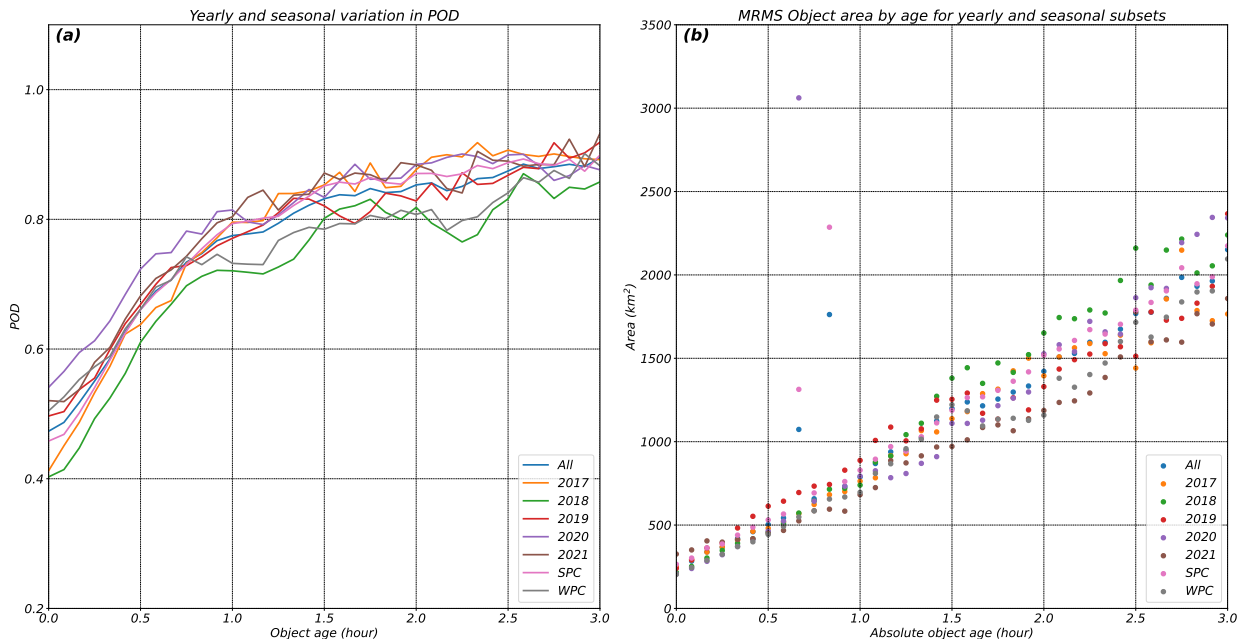 Yearly and seasonal variation in POD
(a)
POD
1.0
0.8
0.6
0.4
0.2
0.0 0.5 1.0 1.5 2.0 2.5 3.0
Object age (hour)
All
2017
2018
2019
2020
2021
SPC
WPC
MRMS Object area by age for yearly and seasonal subsets
(b)
Area (km²)
3500
3000
2500
2000
1500
1000
500
0
0.0 0.5 1.0 1.5 2.0 2.5 3.0
Absolute object age (hour)
All
2017
2018
2019
2020
2021
SPC
WPC